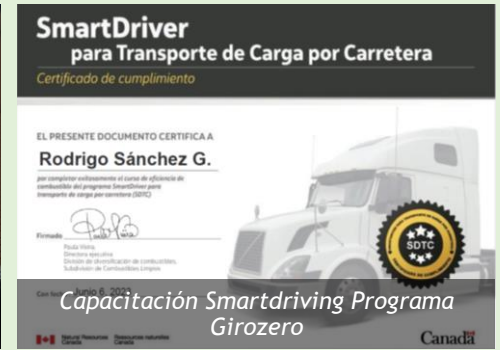 SmartDriver
para Transporte de Carga por Carretera
Certificado de cumplimiento
EL PRESENTE DOCUMENTO CERTIFICA A
Rodrigo Sánchez G.
por completar exitosamente el curso de eficiencia de
combustible del programa SmartDriver para
transporte de carga por carretera (SDTC)
Firmado
Paula Vieira
Directora ejecutiva
División de diversificación de combustibles.
Subdivisión de Combustibles Limpios
SDTC
Con fecha Junio 6, 2023
Capacitación Smartdriving Programa
Girozero
Natural Resources Canada
Ressources naturelles Canada
Canada